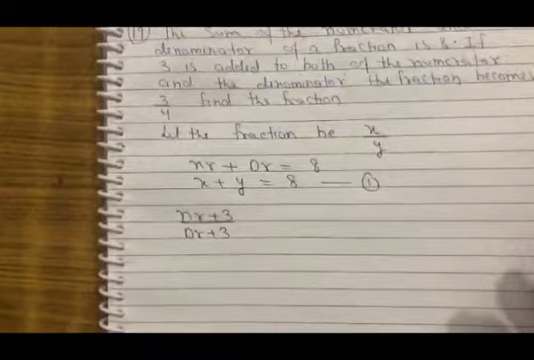 (17) The sum of the numerator and
denominator of a fraction is 8. If
3 is added to both of the numerator
and the dinominator the fraction becomes
3/4 find the fraction
Let the fraction be x/y
nr + Dr = 8
x + y = 8 — ①
nr+3
Dr+3